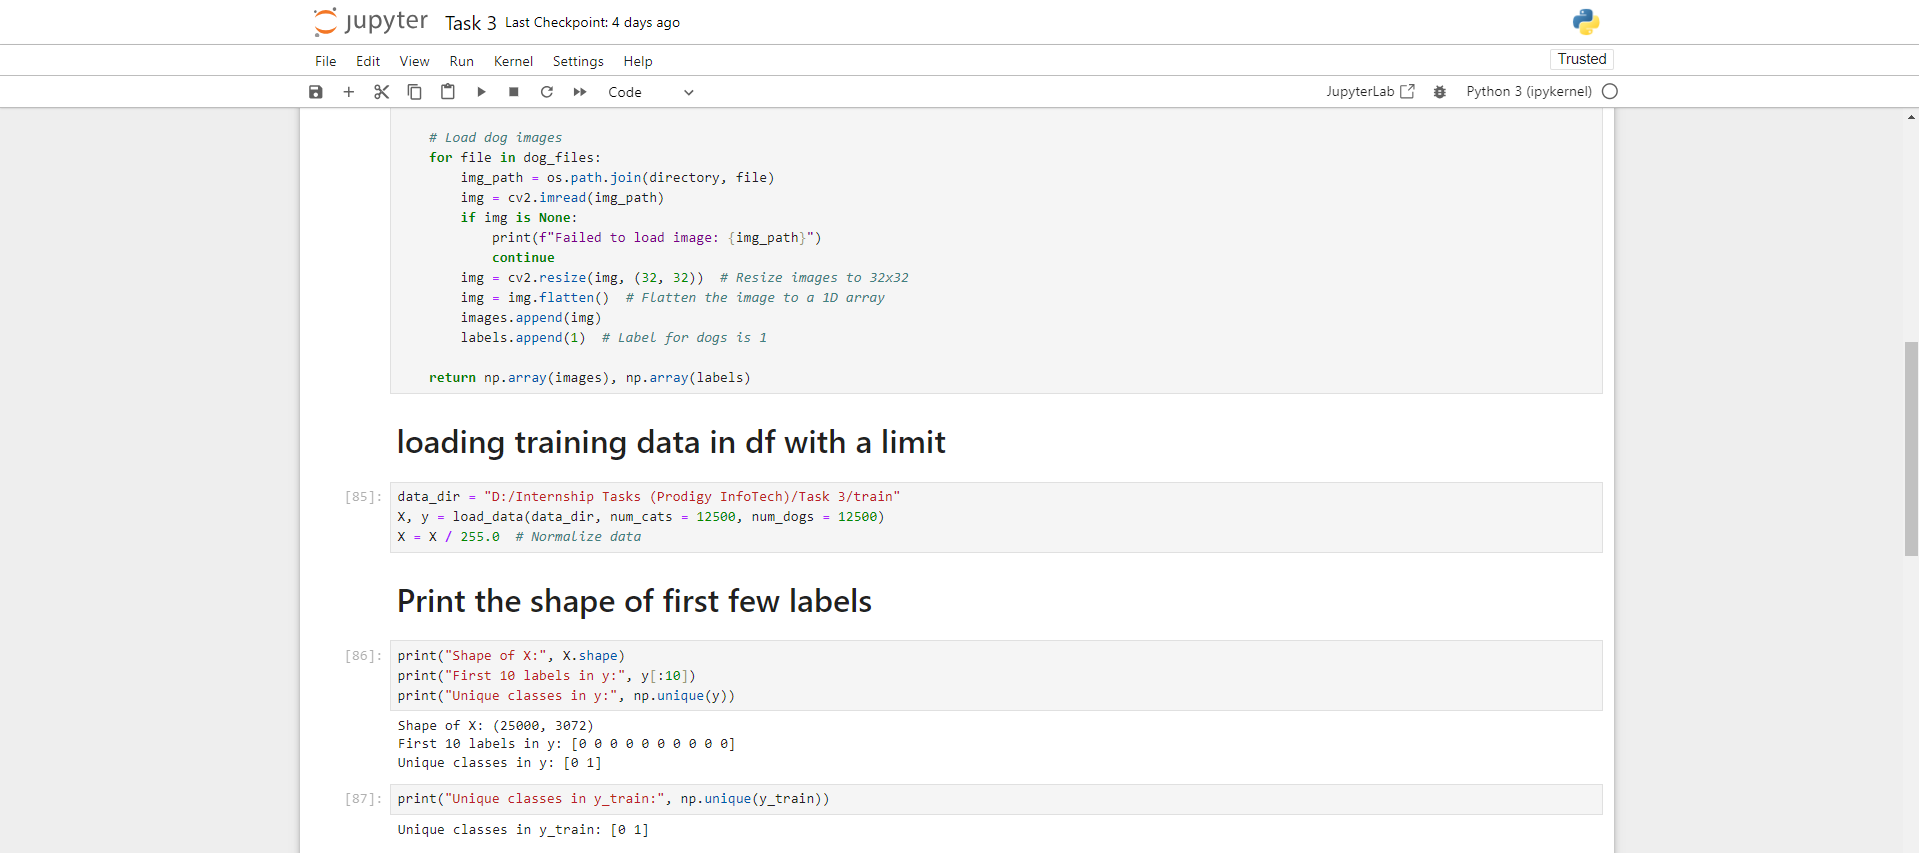 jupyter Task 3 Last Checkpoint: 4 days ago
File Edit View Run Kernel Settings Help
Trusted
Code
JupyterLab
Python 3 (ipykernel)
# Load dog images
for file in dog_files:
img_path = os.path.join(directory, file)
img = cv2.imread(img_path)
if img is None:
print(f"Failed to load image: {img_path}")
continue
img = cv2.resize(img, (32, 32))  # Resize images to 32x32
img = img.flatten()  # Flatten the image to a 1D array
images.append(img)
labels.append(1)  # Label for dogs is 1
return np.array(images), np.array(labels)
loading training data in df with a limit
[85]:
data_dir = "D:/Internship Tasks (Prodigy InfoTech)/Task 3/train"
X, y = load_data(data_dir, num_cats = 12500, num_dogs = 12500)
X = X / 255.0  # Normalize data
Print the shape of first few labels
[86]:
print("Shape of X:", X.shape)
print("First 10 labels in y:", y[:10])
print("Unique classes in y:", np.unique(y))
Shape of X: (25000, 3072)
First 10 labels in y: [0 0 0 0 0 0 0 0 0 0]
Unique classes in y: [0 1]
[87]:
print("Unique classes in y_train:", np.unique(y_train))
Unique classes in y_train: [0 1]